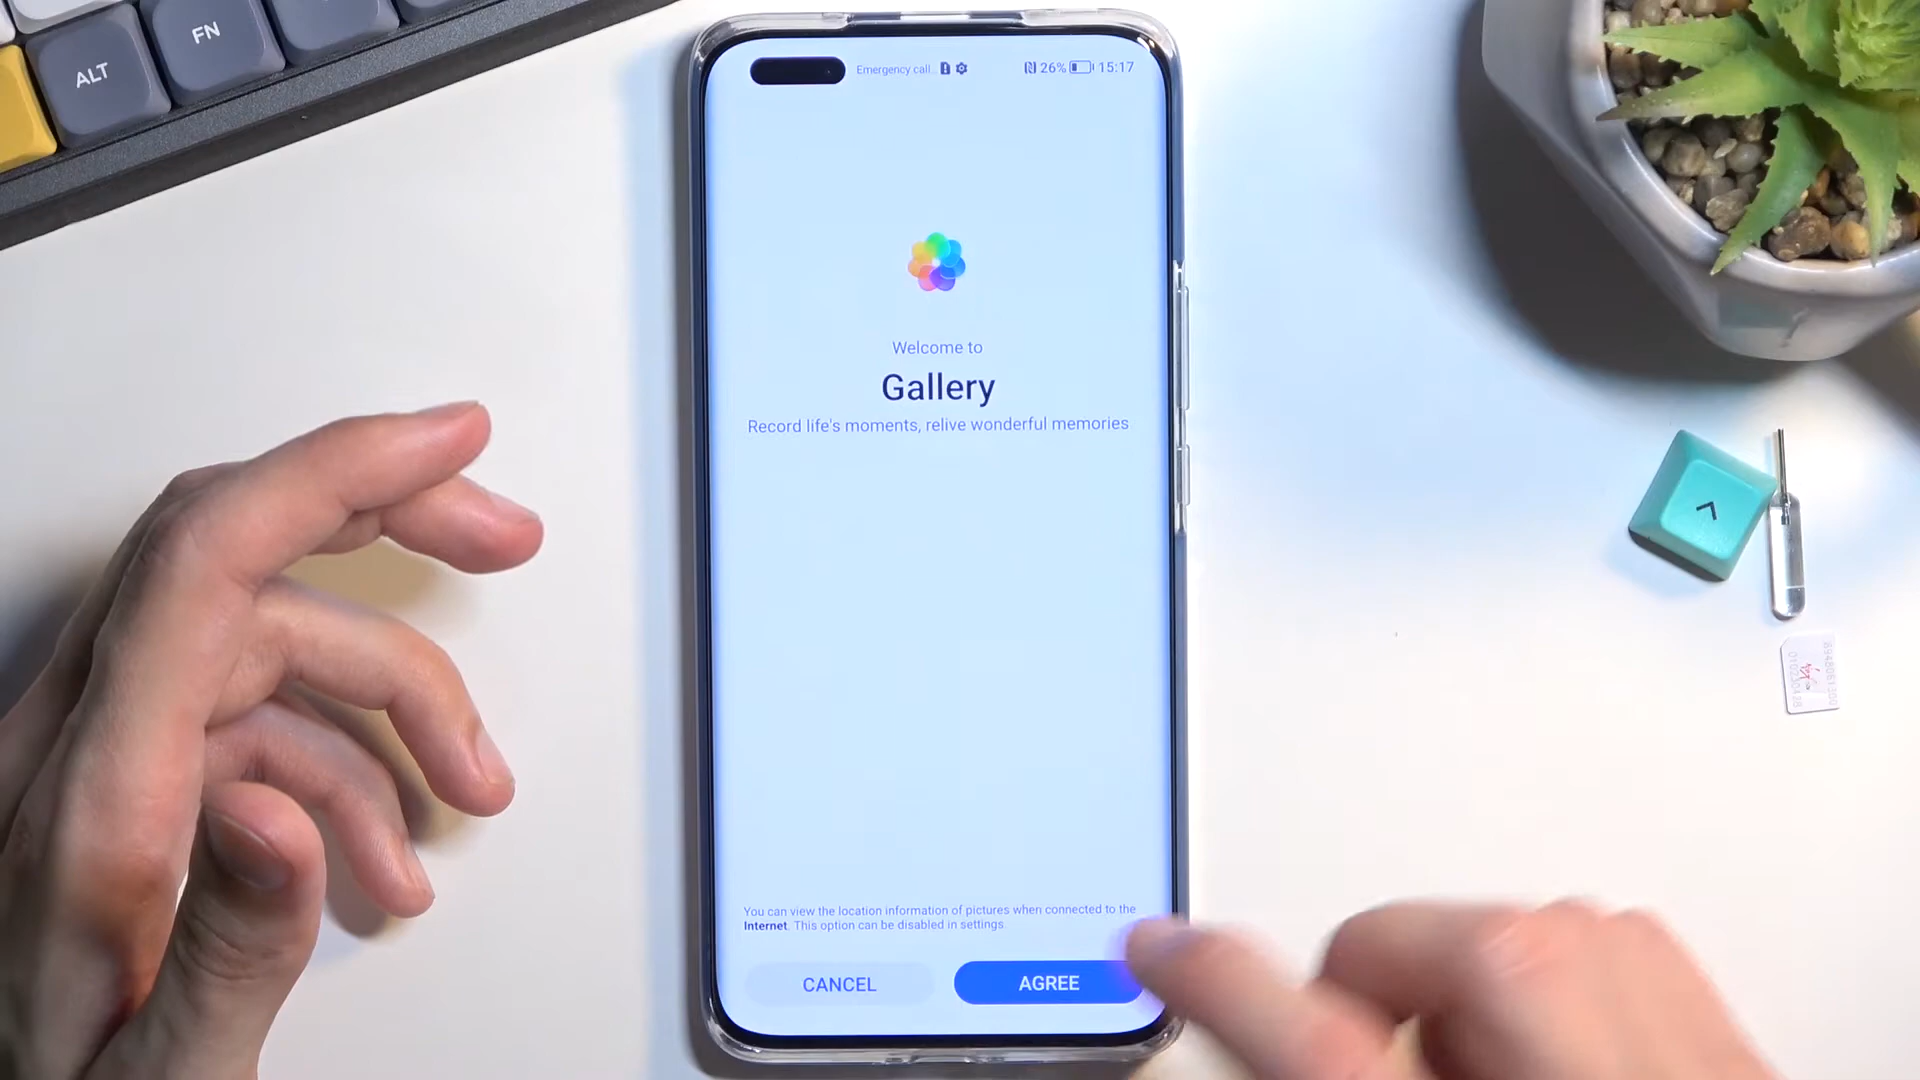 ALT
FN
Emergency call...
26%
15:17
Welcome to
Gallery
Record life's moments, relive wonderful memories
You can view the location information of pictures when connected to the
Internet. This option can be disabled in settings.
CANCEL
AGREE